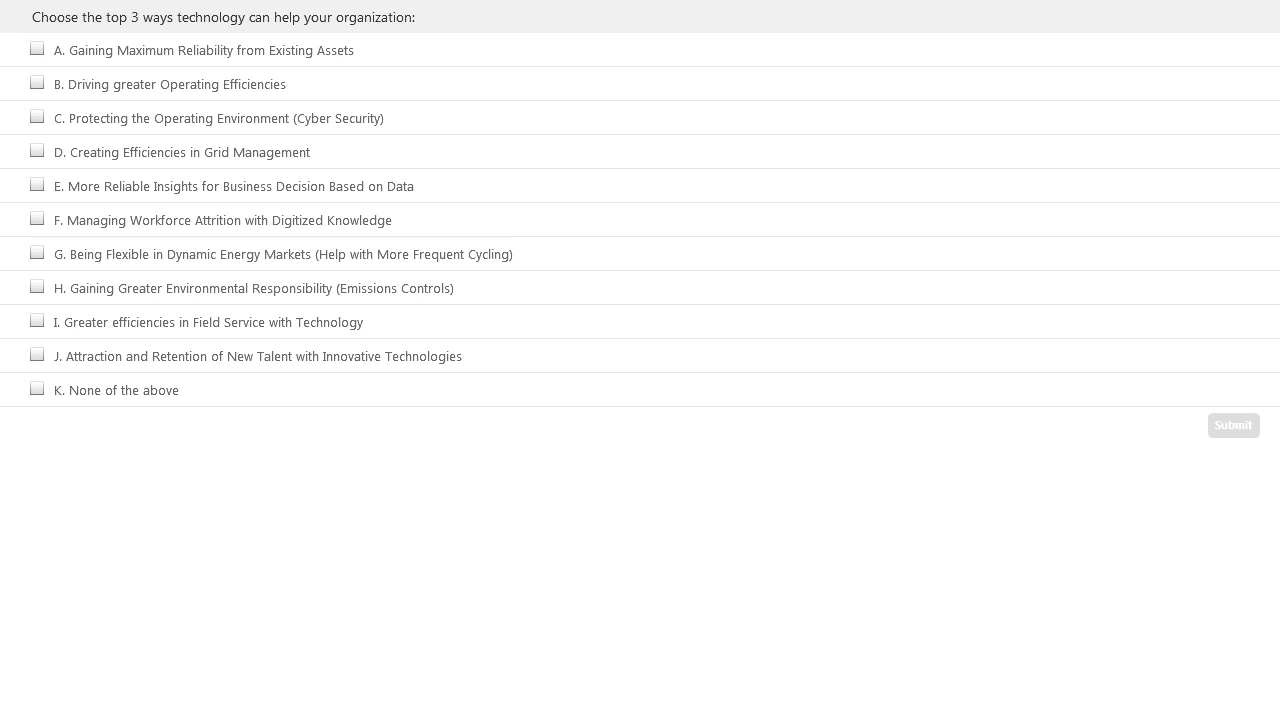 Choose the top 3 ways technology can help your organization:
A. Gaining Maximum Reliability from Existing Assets
B. Driving greater Operating Efficiencies
C. Protecting the Operating Environment (Cyber Security)
D. Creating Efficiencies in Grid Management
E. More Reliable Insights for Business Decision Based on Data
F. Managing Workforce Attrition with Digitized Knowledge
G. Being Flexible in Dynamic Energy Markets (Help with More Frequent Cycling)
H. Gaining Greater Environmental Responsibility (Emissions Controls)
I. Greater efficiencies in Field Service with Technology
J. Attraction and Retention of New Talent with Innovative Technologies
K. None of the above
Submit